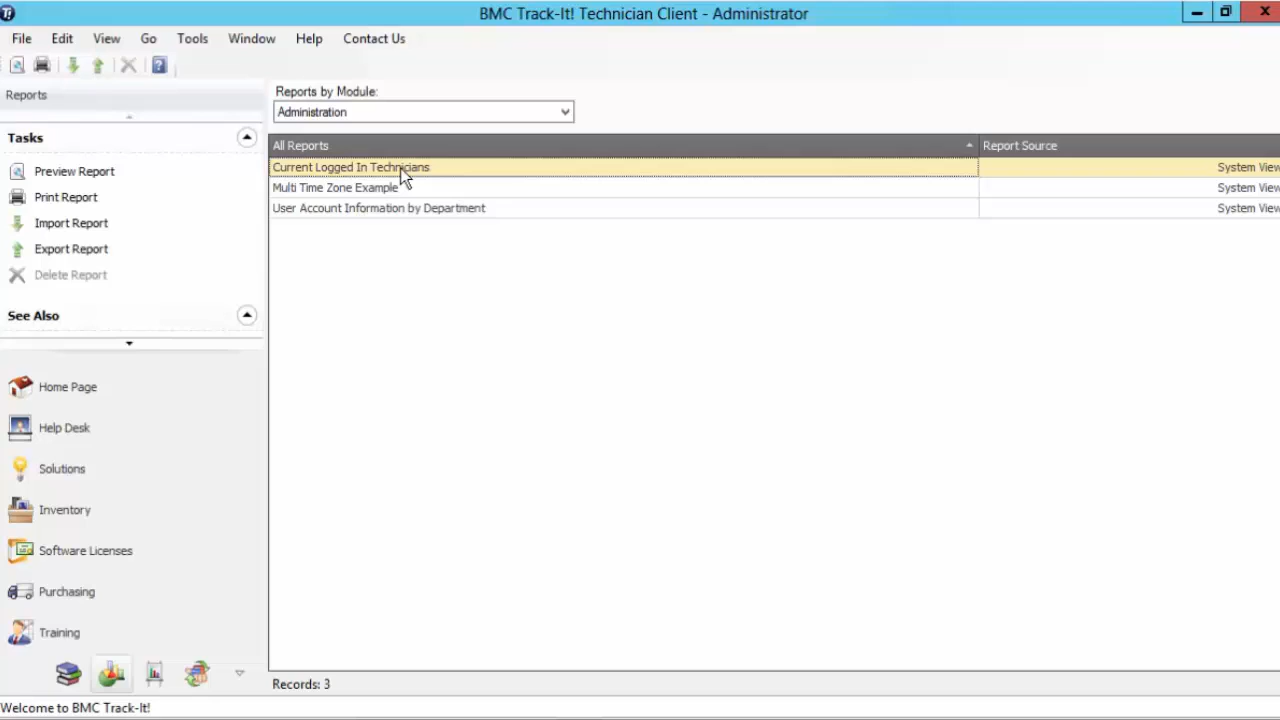 BMC Track-It! Technician Client - Administrator
File Edit View Go Tools Window Help Contact Us
Reports
Tasks
Preview Report
Print Report
Import Report
Export Report
Delete Report
See Also
Home Page
Help Desk
Solutions
Inventory
Software Licenses
Purchasing
Training
Reports by Module:
Administration
All Reports Report Source
Current Logged In Technicians System View
Multi Time Zone Example System View
User Account Information by Department System View
Records: 3
Welcome to BMC Track-It!